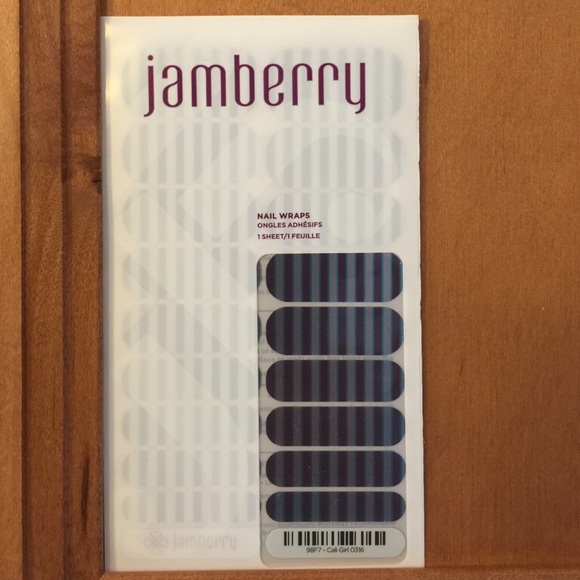 jamberry
NAIL WRAPS
ONGLES ADHÉSIFS
1 SHEET/1 FEUILLE
98F7 - Cali Girl 0316
jamberry